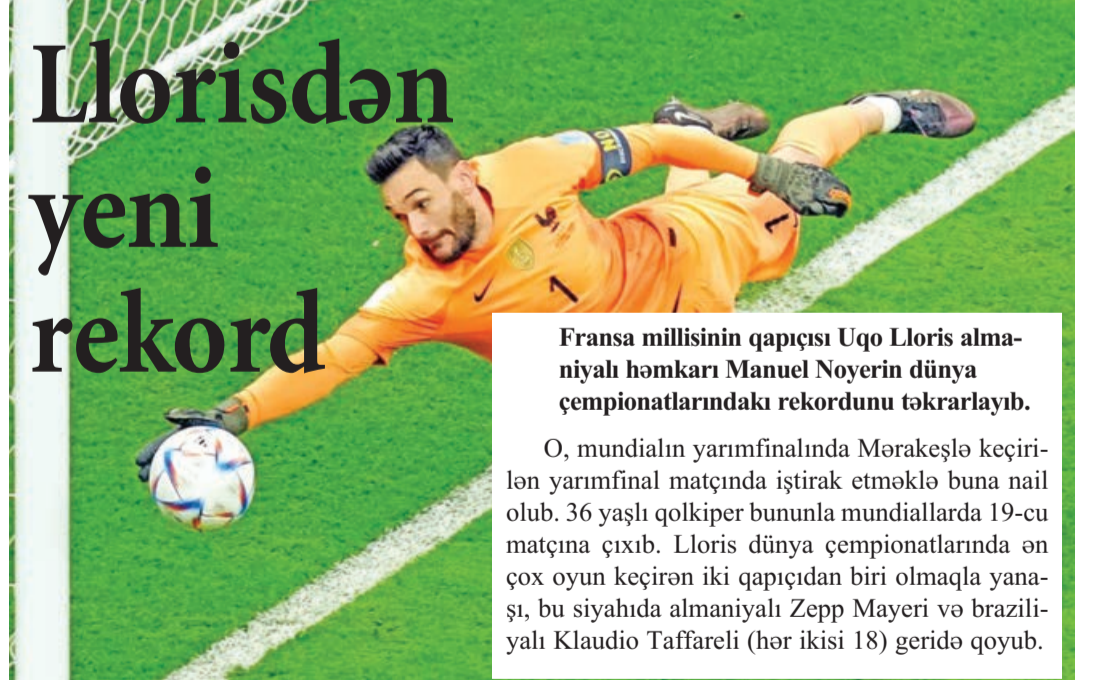 Llorisdən
yeni
rekord
NO
1
1
Fransa millisinin qapıçısı Uqo Lloris alma-
niyalı həmkarı Manuel Noyerin dünya
çempionatlarındakı rekordunu təkrarlayıb.
O, mundialın yarımfinalında Mərakeşlə keçiri-
lən yarımfinal matçında iştirak etməklə buna nail
olub. 36 yaşlı qolkiper bununla mundiallarda 19-cu
matçına çıxıb. Lloris dünya çempionatlarında ən
çox oyun keçirən iki qapıçıdan biri olmaqla yana-
şı, bu siyahıda almaniyalı Zepp Mayeri və brazili-
yalı Klaudio Taffareli (hər ikisi 18) geridə qoyub.